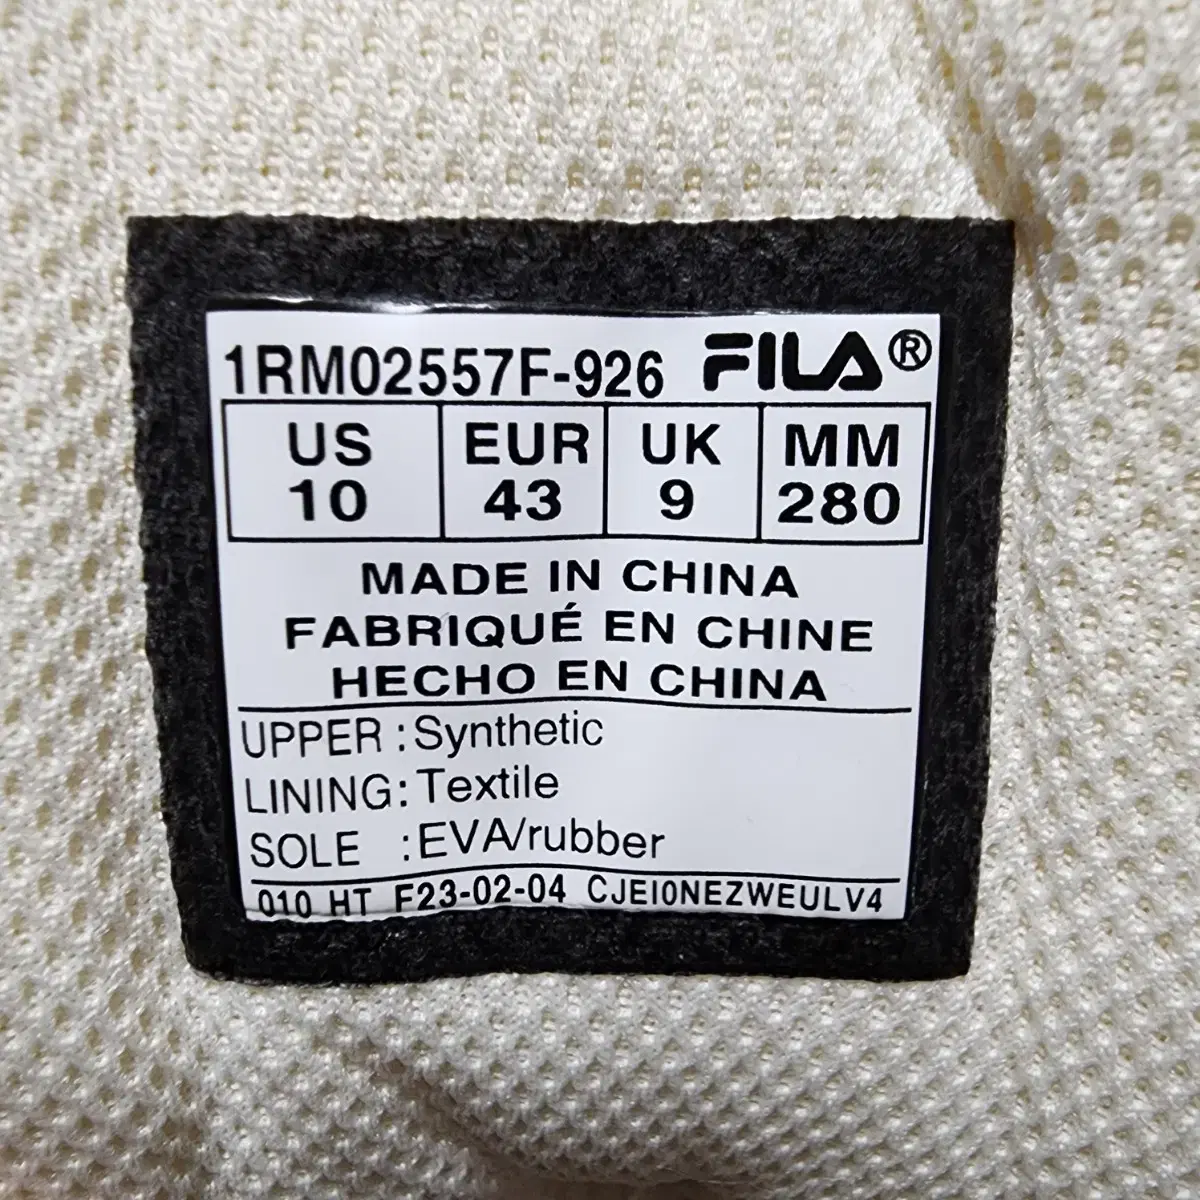 1RM02557F-926 FILA®
US EUR UK MM
10 43 9 280
MADE IN CHINA
FABRIQUÉ EN CHINE
HECHO EN CHINA
UPPER : Synthetic
LINING: Textile
SOLE : EVA/rubber
010 HT F23-02-04 CJEI0NEZWEULV4